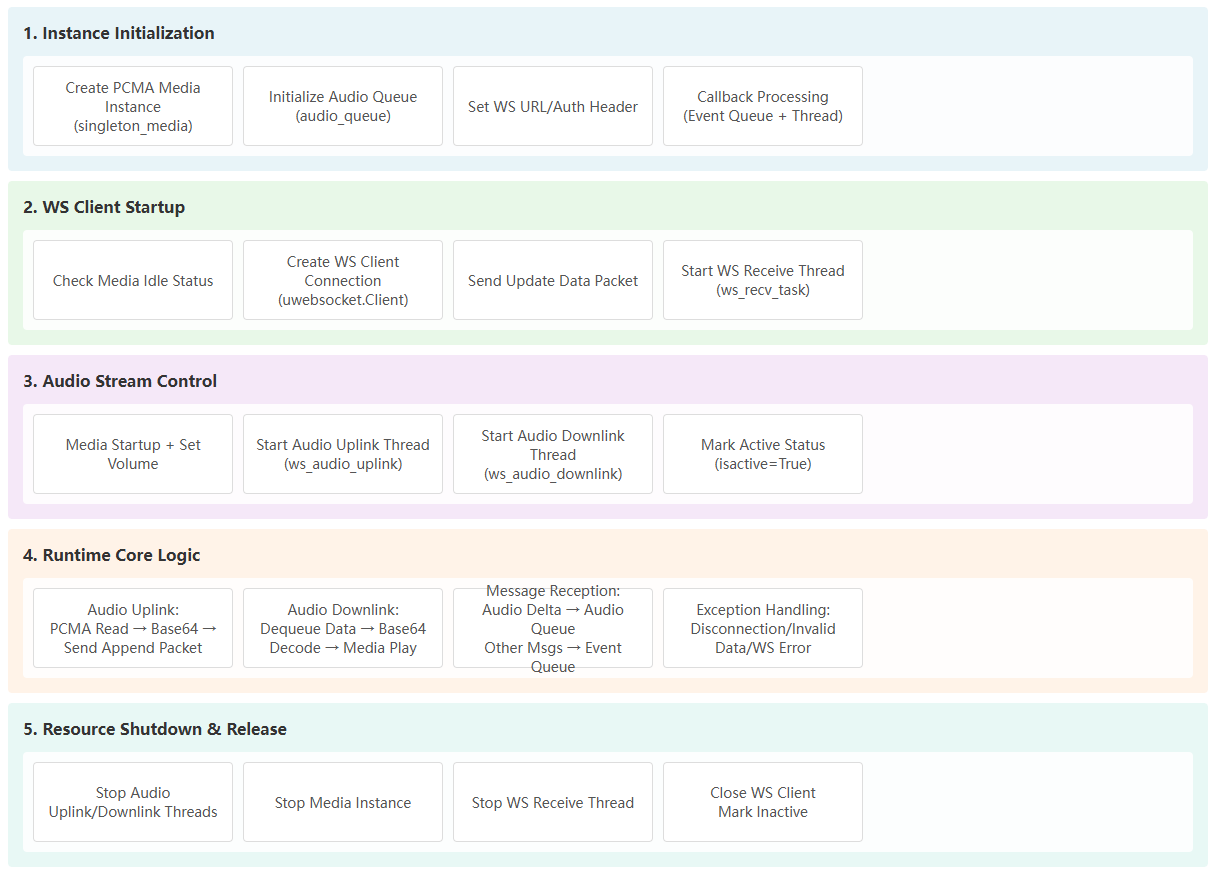 1. Instance Initialization
Create PCMA Media
Instance
(singleton_media)
Initialize Audio Queue
(audio_queue)
Set WS URL/Auth Header
Callback Processing
(Event Queue + Thread)
2. WS Client Startup
Check Media Idle Status
Create WS Client
Connection
(uwebsocket.Client)
Send Update Data Packet
Start WS Receive Thread
(ws_recv_task)
3. Audio Stream Control
Media Startup + Set
Volume
Start Audio Uplink Thread
(ws_audio_uplink)
Start Audio Downlink
Thread
(ws_audio_downlink)
Mark Active Status
(isactive=True)
4. Runtime Core Logic
Audio Uplink:
PCMA Read → Base64 →
Send Append Packet
Audio Downlink:
Dequeue Data → Base64
Decode → Media Play
Message Reception:
Audio Delta → Audio
Queue
Other Msgs → Event
Queue
Exception Handling:
Disconnection/Invalid
Data/WS Error
5. Resource Shutdown & Release
Stop Audio
Uplink/Downlink Threads
Stop Media Instance
Stop WS Receive Thread
Close WS Client
Mark Inactive